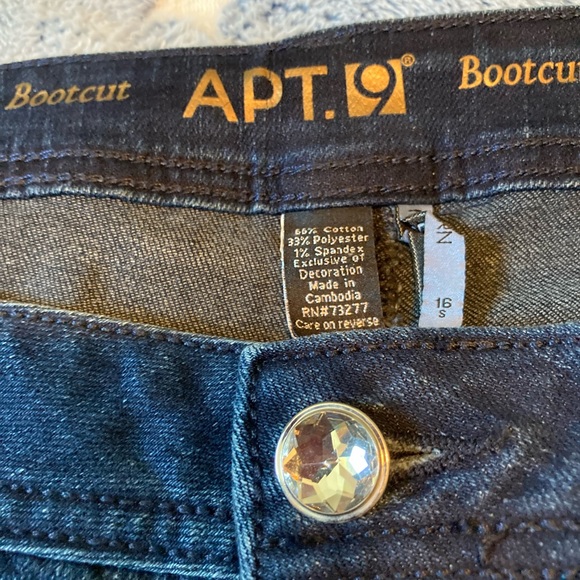 Bootcut APT.9® Bootcu
66% Cotton
33% Polyester
1% Spandex
Exclusive of
Decoration
Made in
Cambodia
RN#73277
Care on reverse
16
S